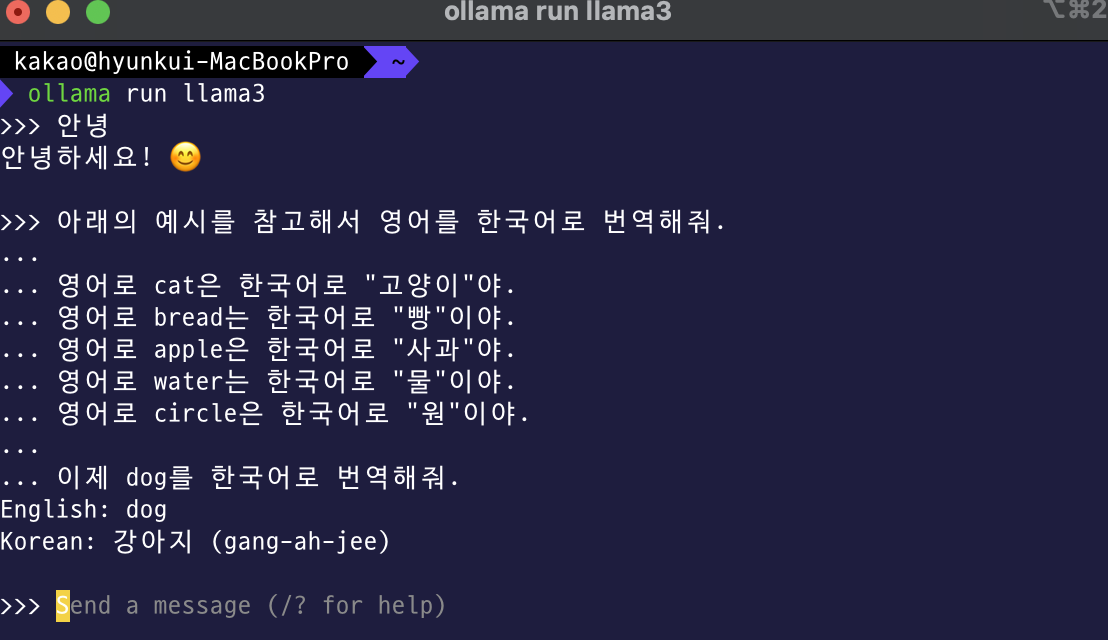 ollama run llama3
⌥⌘2
kakao@hyunkui-MacBookPro ~
ollama run llama3
>>> 안녕
안녕하세요! 😊
>>> 아래의 예시를 참고해서 영어를 한국어로 번역해줘.
...
... 영어로 cat은 한국어로 "고양이"야.
... 영어로 bread는 한국어로 "빵"이야.
... 영어로 apple은 한국어로 "사과"야.
... 영어로 water는 한국어로 "물"이야.
... 영어로 circle은 한국어로 "원"이야.
...
... 이제 dog를 한국어로 번역해줘.
English: dog
Korean: 강아지 (gang-ah-jee)
>>> Send a message (/? for help)